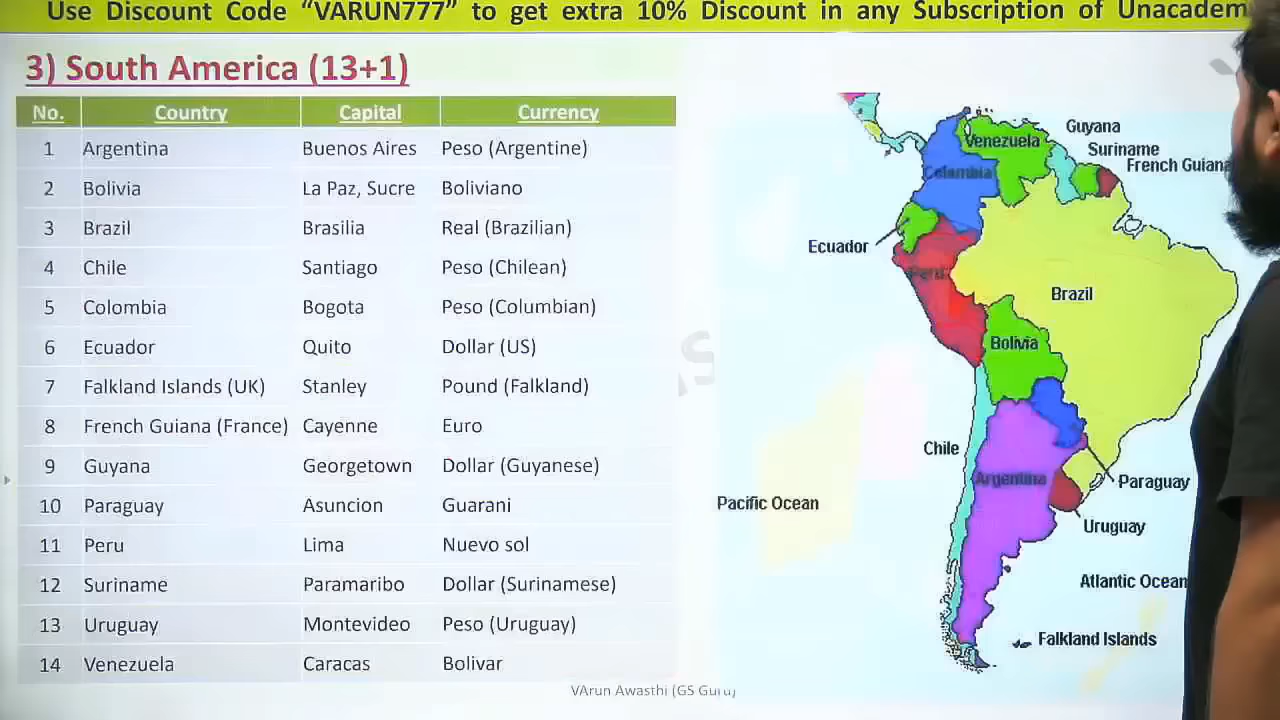 Use Discount Code “VARUN777” to get extra 10% Discount in any Subscription of Unacadem
3) South America (13+1)
No. Country Capital Currency
1 Argentina Buenos Aires Peso (Argentine)
2 Bolivia La Paz, Sucre Boliviano
3 Brazil Brasilia Real (Brazilian)
4 Chile Santiago Peso (Chilean)
5 Colombia Bogota Peso (Columbian)
6 Ecuador Quito Dollar (US)
7 Falkland Islands (UK) Stanley Pound (Falkland)
8 French Guiana (France) Cayenne Euro
9 Guyana Georgetown Dollar (Guyanese)
10 Paraguay Asuncion Guarani
11 Peru Lima Nuevo sol
12 Suriname Paramaribo Dollar (Surinamese)
13 Uruguay Montevideo Peso (Uruguay)
14 Venezuela Caracas Bolivar
Guyana
Venezuela
Suriname
French Guiana
Colombia
Ecuador
Peru
Brazil
Bolivia
Chile
Argentina
Paraguay
Pacific Ocean
Uruguay
Atlantic Ocean
Falkland Islands
VArun Awasthi (GS Guru)